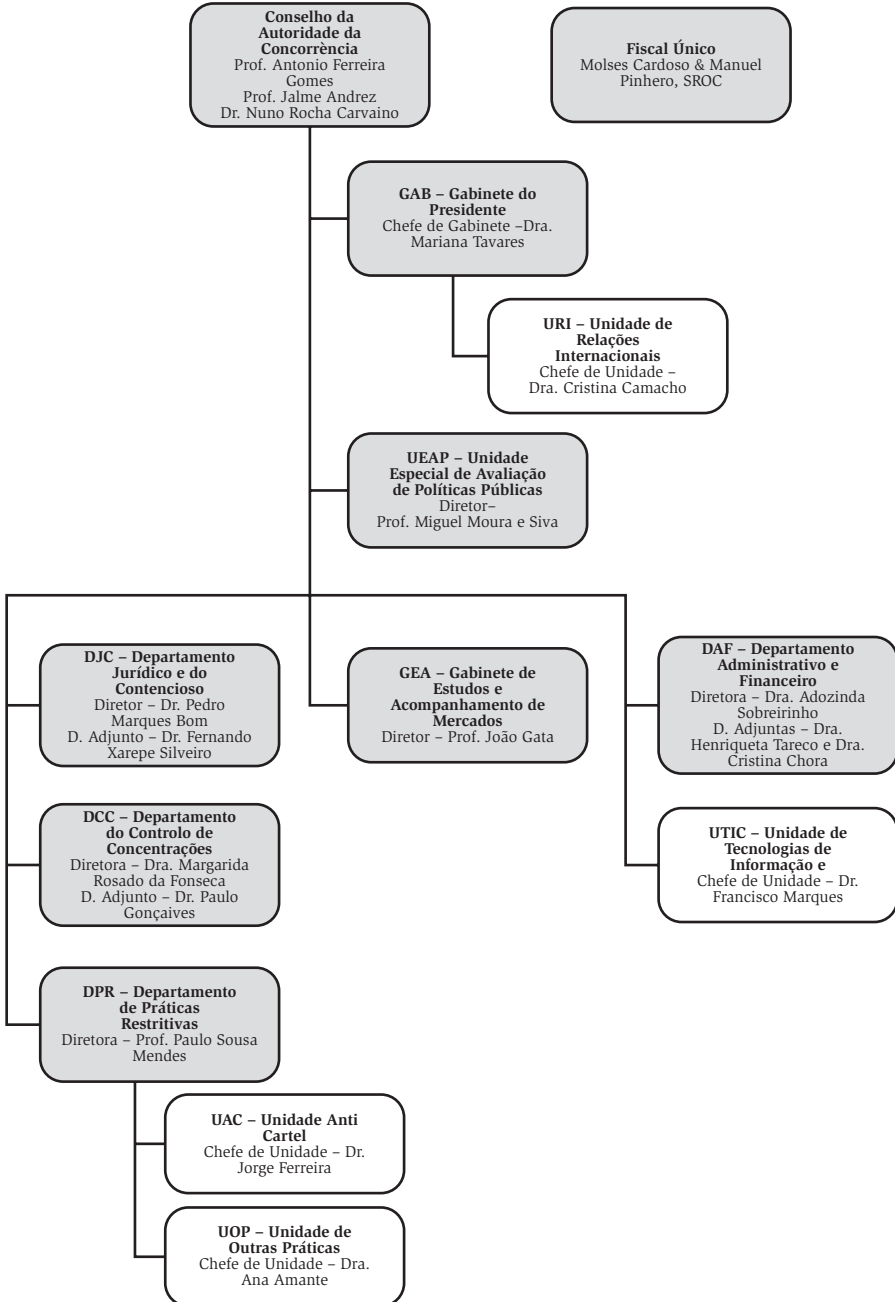 Conselho da
Autoridade da
Concorrència
Prof. Antonio Ferreira
Gomes
Prof. Jalme Andrez
Dr. Nuno Rocha Carvaino
Fiscal Único
Molses Cardoso & Manuel
Pinhero, SROC
GAB – Gabinete do
Presidente
Chefe de Gabinete –Dra.
Mariana Tavares
URI – Unidade de
Relações
Internacionais
Chefe de Unidade –
Dra. Cristina Camacho
UEAP – Unidade
Especial de Avaliação
de Políticas Públicas
Diretor–
Prof. Miguel Moura e Siva
DJC – Departamento
Jurídico e do
Contencioso
Diretor – Dr. Pedro
Marques Bom
D. Adjunto – Dr. Fernando
Xarepe Silveiro
GEA – Gabinete de
Estudos e
Acompanhamento de
Mercados
Diretor – Prof. João Gata
DAF – Departamento
Administrativo e
Financeiro
Diretora – Dra. Adozinda
Sobreirinho
D. Adjuntas – Dra.
Henriqueta Tareco e Dra.
Cristina Chora
DCC – Departamento
do Controlo de
Concentrações
Diretora – Dra. Margarida
Rosado da Fonseca
D. Adjunto – Dr. Paulo
Gonçaives
UTIC – Unidade de
Tecnologias de
Informação e
Chefe de Unidade – Dr.
Francisco Marques
DPR – Departamento
de Práticas
Restritivas
Diretora – Prof. Paulo Sousa
Mendes
UAC – Unidade Anti
Cartel
Chefe de Unidade – Dr.
Jorge Ferreira
UOP – Unidade de
Outras Práticas
Chefe de Unidade – Dra.
Ana Amante